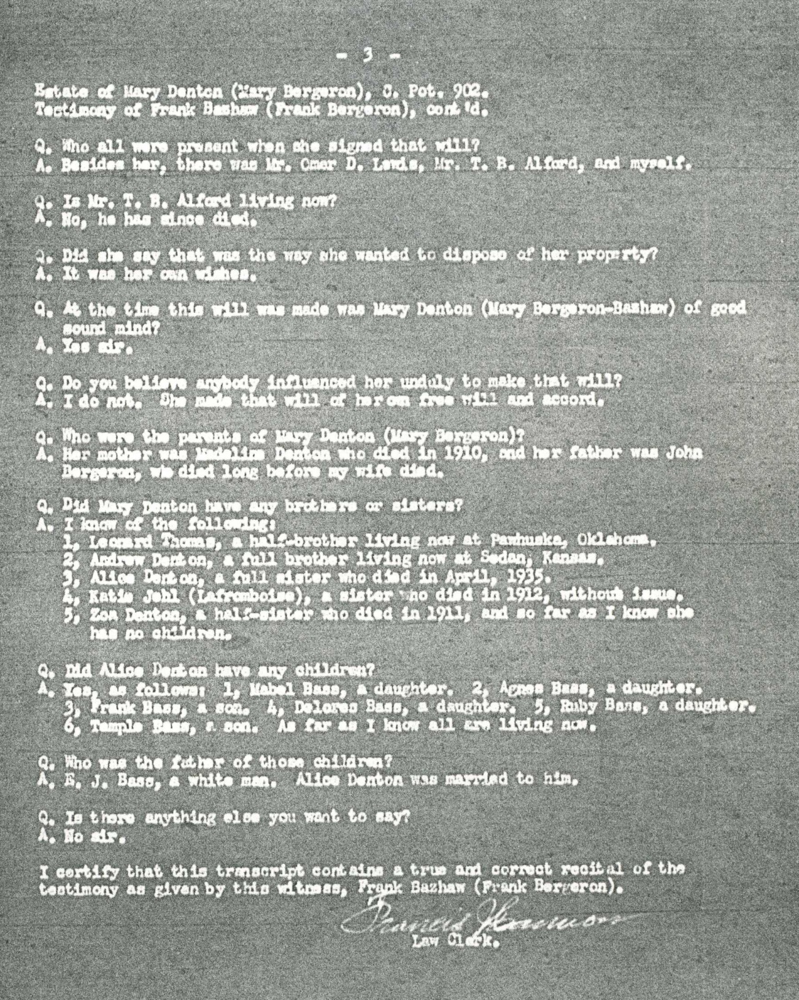 - 3 -
Estate of Mary Denton (Mary Bergeron), C. Pot. 902.
Testimony of Frank Bashaw (Frank Bergeron), cont'd.
Q. Who all were present when she signed that will?
A. Besides her, there was Mr. Omer D. Lewis, Mr. T. B. Alford, and myself.
Q. Is Mr. T. B. Alford living now?
A. No, he has since died.
Q. Did she say that was the way she wanted to dispose of her property?
A. It was her own wishes.
Q. At the time this will was made was Mary Denton (Mary Bergeron-Bashaw) of good
sound mind?
A. Yes sir.
Q. Do you believe anybody influenced her unduly to make that will?
A. I do not. She made that will of her own free will and accord.
Q. Who were the parents of Mary Denton (Mary Bergeron)?
A. Her mother was Madeline Denton who died in 1910, and her father was John
Bergeron, who died long before my wife died.
Q. Did Mary Denton have any brothers or sisters?
A. I know of the following:
1, Leonard Thomas, a half-brother living now at Pawhuska, Oklahoma.
2, Andrew Denton, a full brother living now at Sedan, Kansas.
3, Alice Denton, a full sister who died in April, 1935.
4, Katie Johl (Lafromboise), a sister who died in 1912, without issue.
5, Zoa Denton, a half-sister who died in 1911, and so far as I know she
has no children.
Q. Did Alice Denton have any children?
A. Yes, as follows: 1, Mabel Bass, a daughter. 2, Agnes Bass, a daughter.
3, Frank Bass, a son. 4, Delores Bass, a daughter. 5, Ruby Bass, a daughter.
6, Temple Bass, a son. As far as I know all are living now.
Q. Who was the father of those children?
A. E. J. Bass, a white man. Alice Denton was married to him.
Q. Is there anything else you want to say?
A. No sir.
I certify that this transcript contains a true and correct recital of the
testimony as given by this witness, Frank Bazhaw (Frank Bergeron).
Francis
Law Clerk.